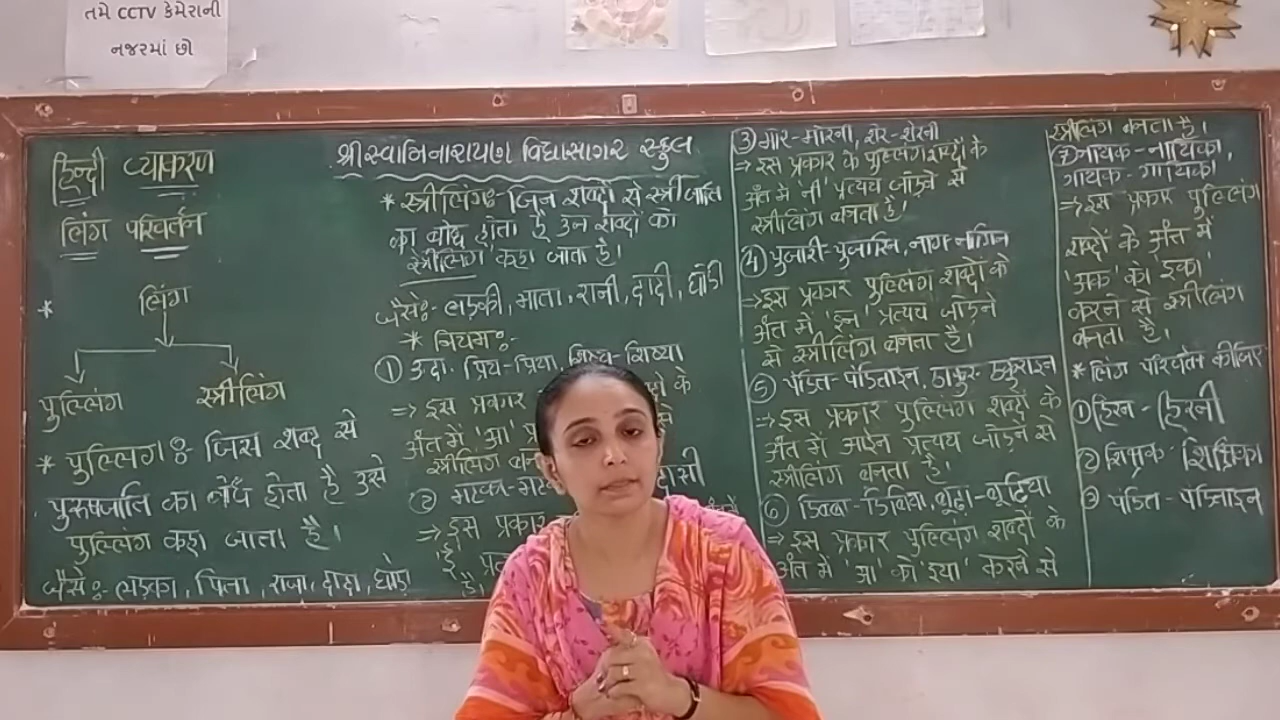 તમે CCTV કેમેરાની
નજરમાં છો
हिन्दी व्याकरण
लिंग परिवर्तन
* लिंग
पुल्लिंग स्त्रीलिंग
* पुल्लिंग :- जिस शब्द से
पुरुषजाति का बोध होता है उसे
पुल्लिंग कहा जाता है।
जैसे :- लड़का, पिता, राजा, दादा, घोड़ा
श्री स्वामिनारायण विद्यासागर स्कुल
* स्त्रीलिंग :- जिन शब्दों से स्त्रीजाति
का बोध होता है उन शब्दों को
स्त्रीलिंग कहा जाता है।
जैसे :- लड़की, माता, रानी, दादी, घोड़ी
* नियम :-
① उदा. प्रिय-प्रिया, शिष्य-शिष्या
⇒ इस प्रकार के
अंत में 'आ' से
स्त्रीलिंग
②
⇒ इस प्रकार
'ई'
है
③ मोर-मोरनी, शेर-शेरनी
⇒ इस प्रकार के पुल्लिंग शब्दों के
अंत में 'नी' प्रत्यय जोड़ने से
स्त्रीलिंग बनता है।
④ पुजारी-पुजारिन, नाग-नागिन
⇒ इस प्रकार पुल्लिंग शब्दों के
अंत में 'इन' प्रत्यय जोड़ने
से स्त्रीलिंग बनता है।
⑤ पंडित-पंडिताइन, ठाकुर-ठकुराइन
⇒ इस प्रकार पुल्लिंग शब्दों के
अंत में आईन प्रत्यय जोड़ने से
स्त्रीलिंग बनता है।
⑥ डिब्बा-डिबिया, बूढ़ा-बूढ़िया
⇒ इस प्रकार पुल्लिंग शब्दों के
अंत में 'आ' को 'इया' करने से
स्त्रीलिंग बनता है।
⑦ नायक-नायिका,
गायक-गायिका
⇒ इस प्रकार पुल्लिंग
शब्दों के अंत में
'अक' का 'इका'
करने से स्त्रीलिंग
बनता है।
* लिंग परिवर्तन कीजिए
① हिरन - हिरनी
② शिक्षक - शिक्षिका
③ पंडित - पंडिताइन